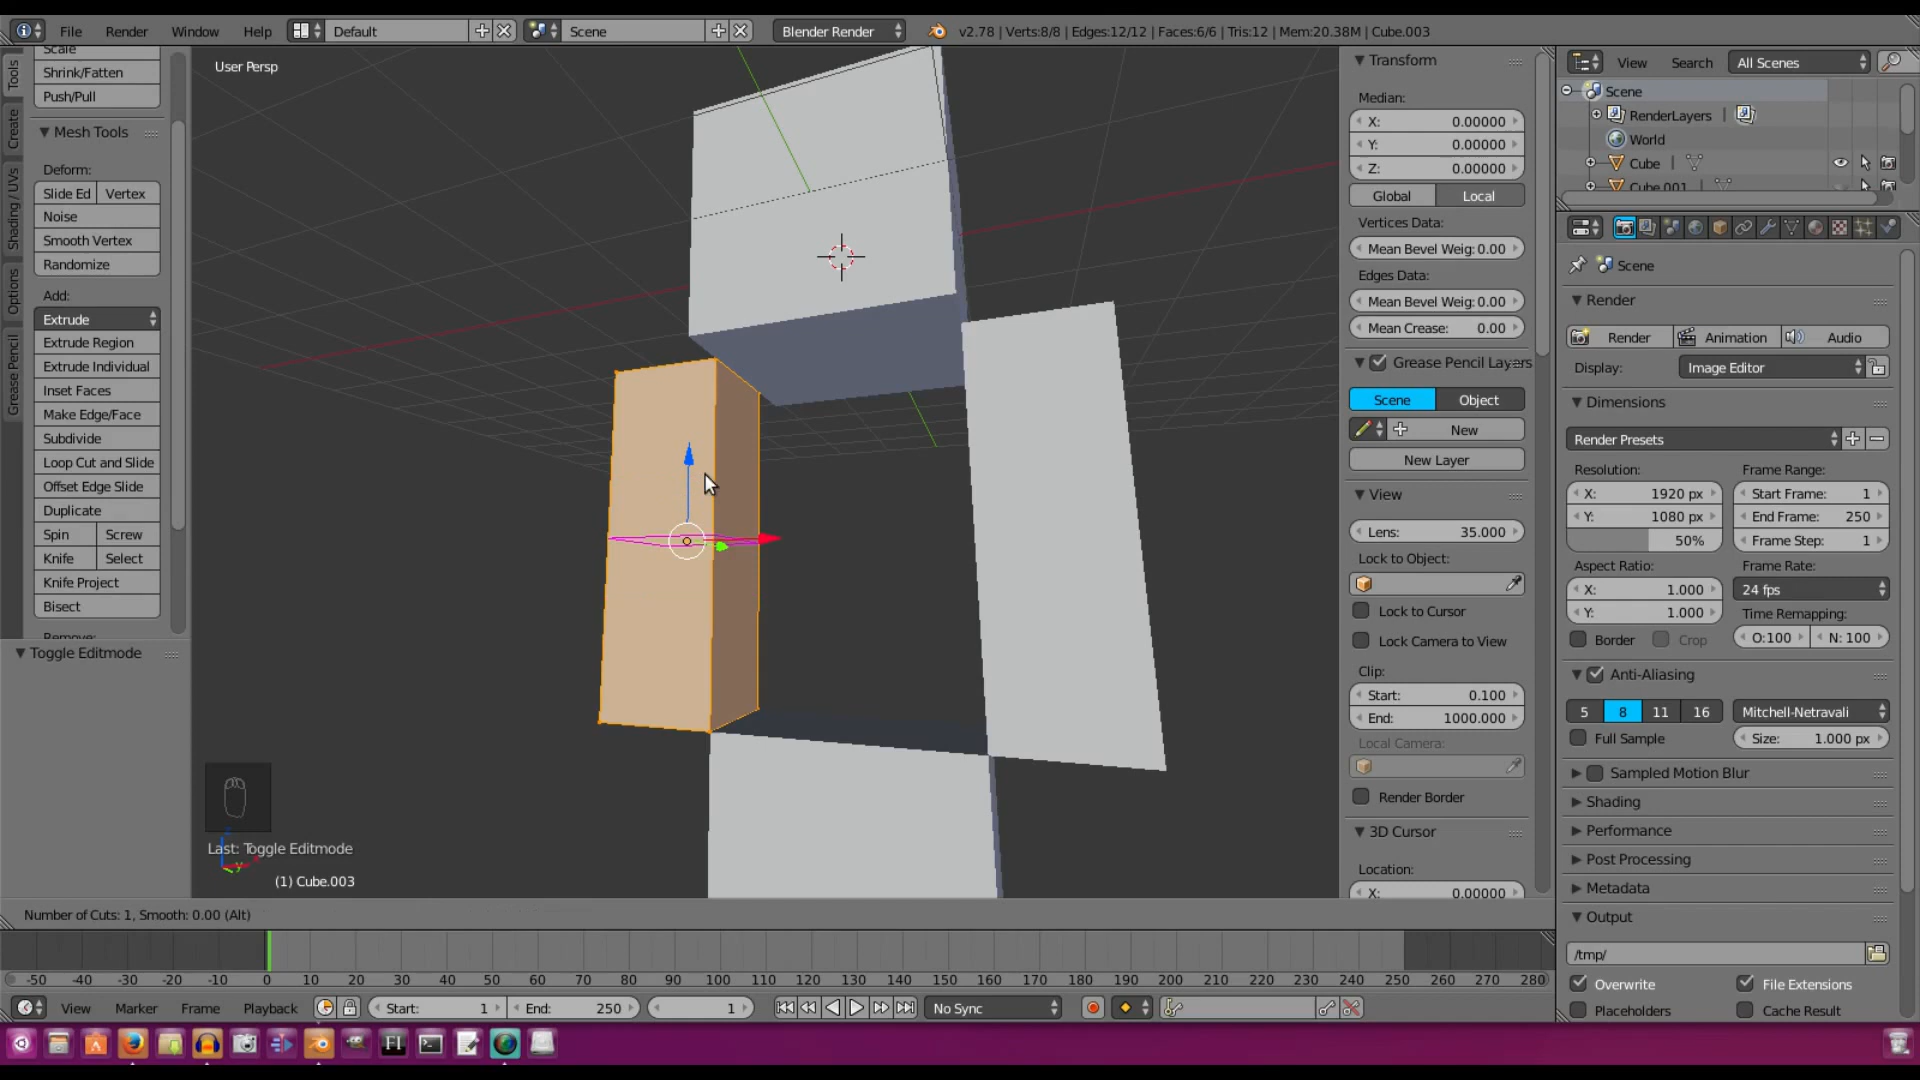 File
Render
Window
Help
Default
Scene
Blender Render
v2.78 | Verts:8/8 | Edges:12/12 | Faces:6/6 | Tris:12 | Mem:20.38M | Cube.003
Tools
Create
Shading / UVs
Options
Grease Pencil
Scale
Shrink/Fatten
Push/Pull
Mesh Tools
Deform:
Slide Ed
Vertex
Noise
Smooth Vertex
Randomize
Add:
Extrude
Extrude Region
Extrude Individual
Inset Faces
Make Edge/Face
Subdivide
Loop Cut and Slide
Offset Edge Slide
Duplicate
Spin
Screw
Knife
Select
Knife Project
Bisect
Remove:
Toggle Editmode
User Persp
Last: Toggle Editmode
(1) Cube.003
Number of Cuts: 1, Smooth: 0.00 (Alt)
Transform
Median:
X: 0.00000
Y: 0.00000
Z: 0.00000
Global
Local
Vertices Data:
Mean Bevel Weig: 0.00
Edges Data:
Mean Bevel Weig: 0.00
Mean Crease: 0.00
Grease Pencil Layers
Scene
Object
New
New Layer
View
Lens: 35.000
Lock to Object:
Lock to Cursor
Lock Camera to View
Clip:
Start: 0.100
End: 1000.000
Local Camera:
Render Border
3D Cursor
Location:
X: 0.00000
View
Search
All Scenes
Scene
RenderLayers
World
Cube
Cube.001
Scene
Render
Render
Animation
Audio
Display:
Image Editor
Dimensions
Render Presets
Resolution:
Frame Range:
X: 1920 px
Start Frame: 1
Y: 1080 px
End Frame: 250
50%
Frame Step: 1
Aspect Ratio:
Frame Rate:
X: 1.000
24 fps
Y: 1.000
Time Remapping:
Border
Crop
O:100
N: 100
Anti-Aliasing
5
8
11
16
Mitchell-Netravali
Full Sample
Size: 1.000 px
Sampled Motion Blur
Shading
Performance
Post Processing
Metadata
Output
/tmp/
Overwrite
File Extensions
Placeholders
Cache Result
-50 -40 -30 -20 -10 0 10 20 30 40 50 60 70 80 90 100 110 120 130 140 150 160 170 180 190 200 210 220 230 240 250 260 270 280
View
Marker
Frame
Playback
Start: 1
End: 250
1
No Sync